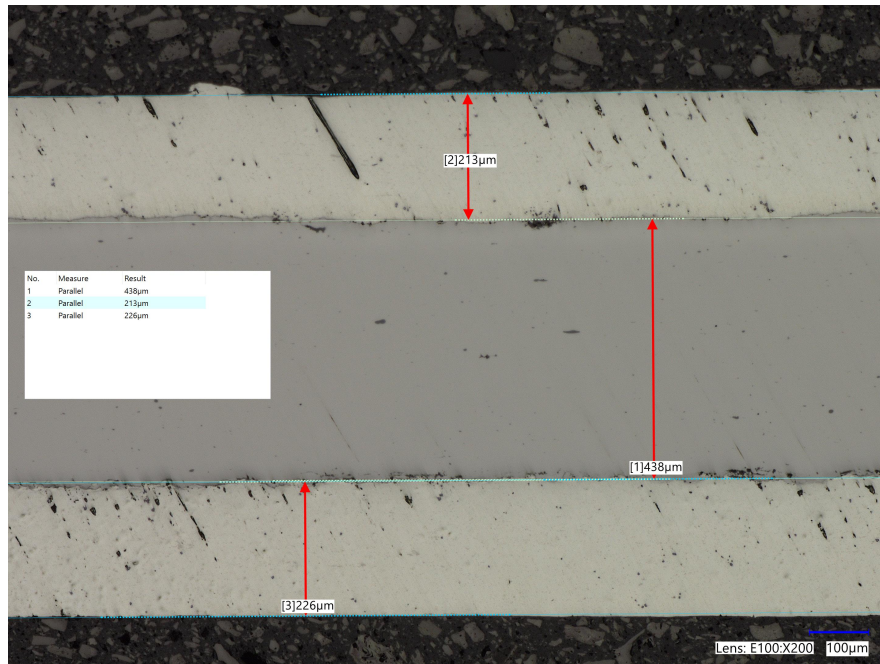 [2]213μm
No. Measure Result
1 Parallel 438μm
2 Parallel 213μm
3 Parallel 226μm
[1]438μm
[3]226μm
Lens: E100:X200 100μm